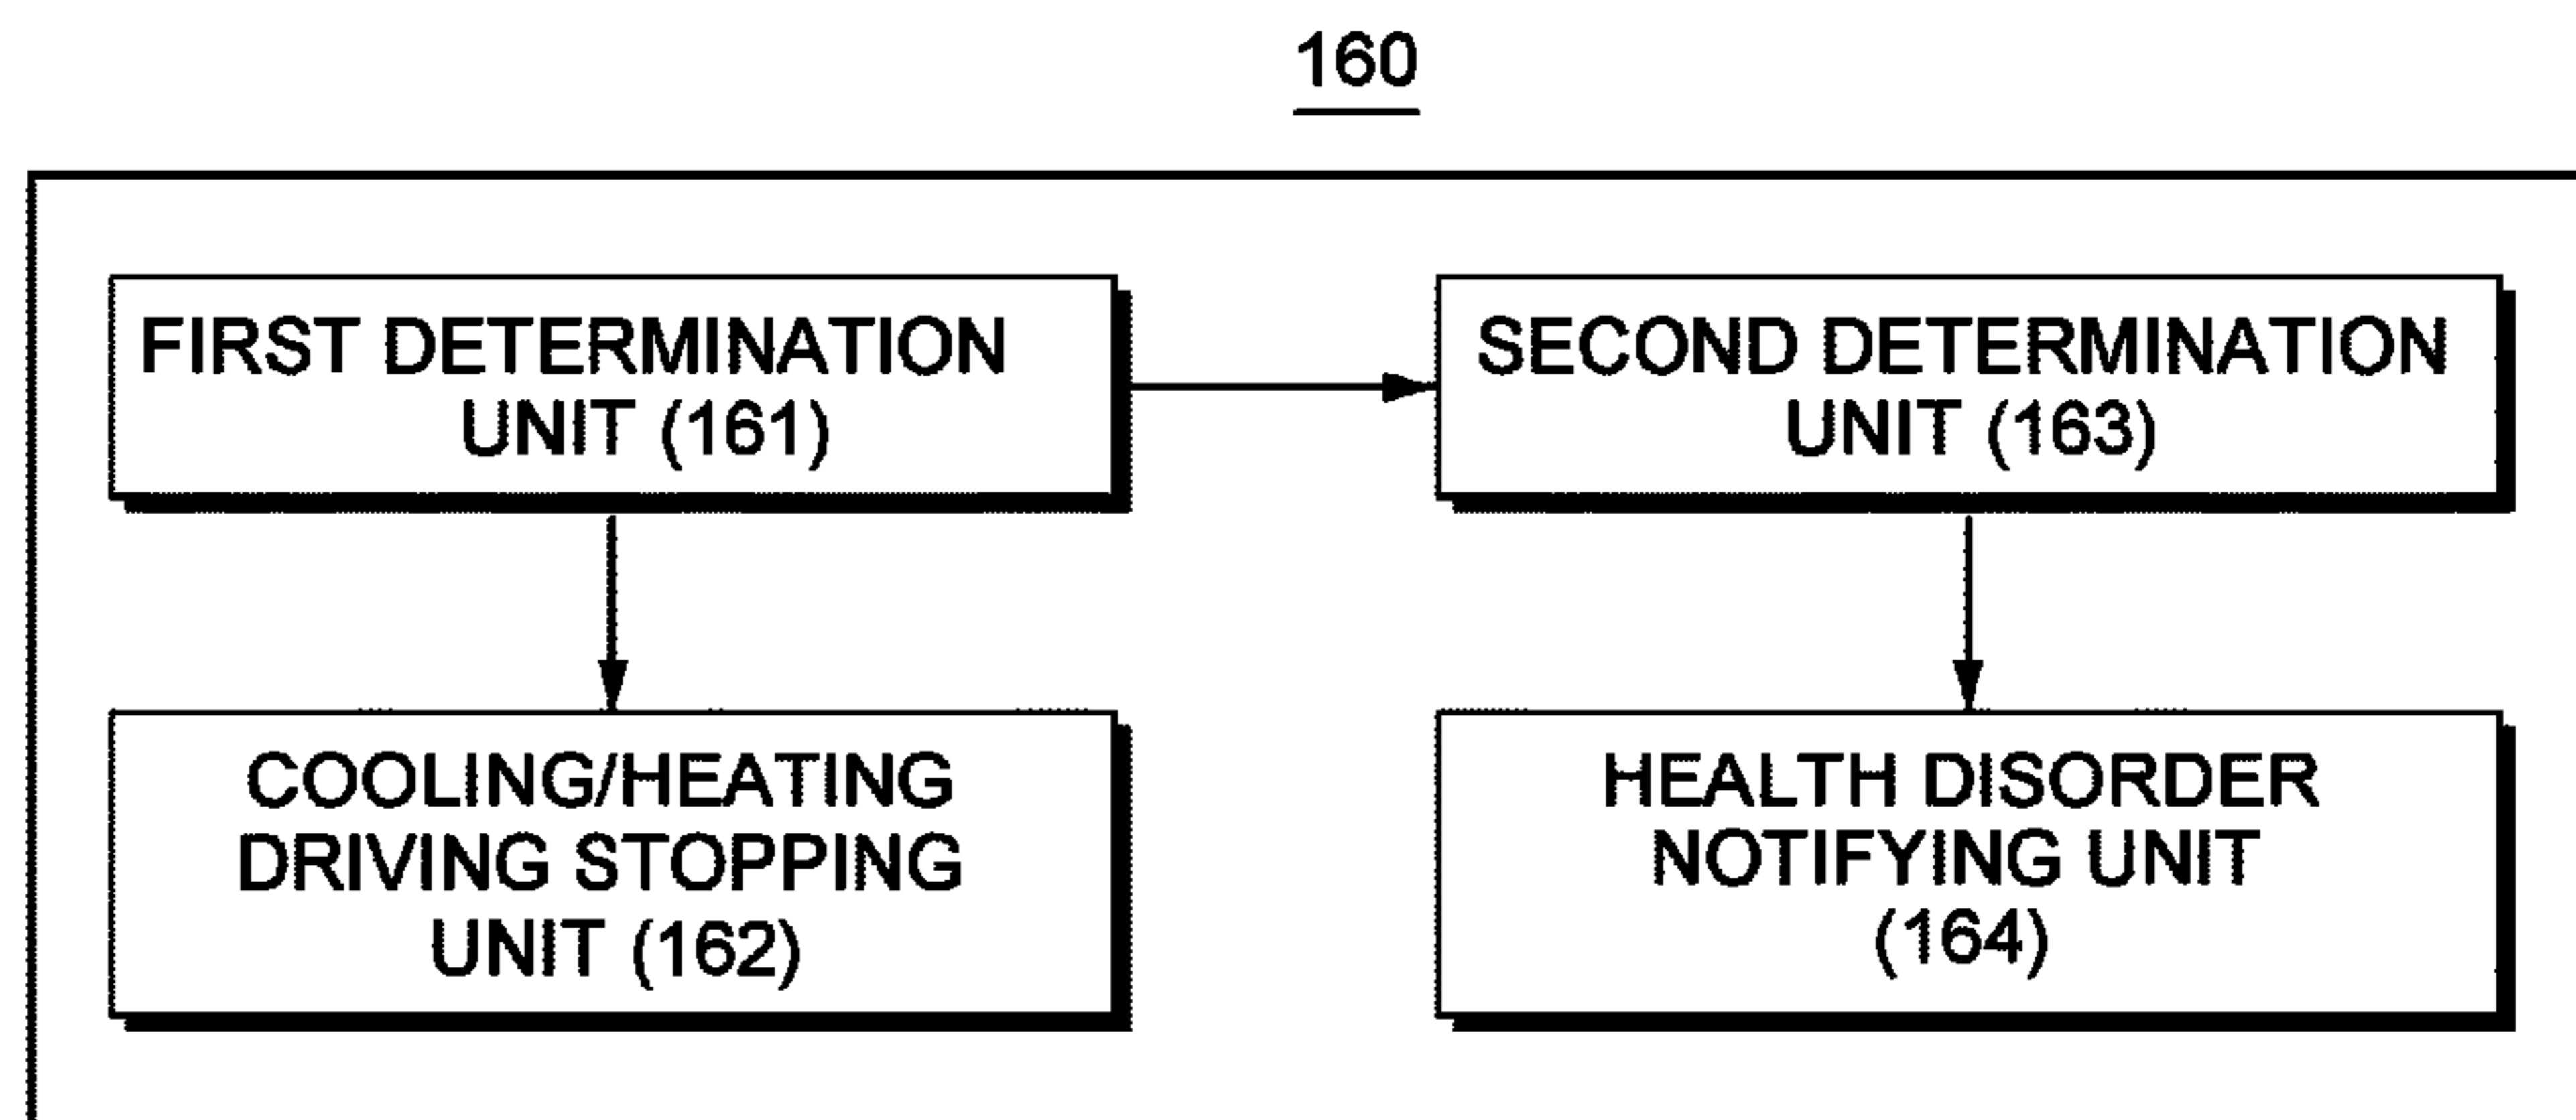 160
FIRST DETERMINATION
UNIT (161)
SECOND DETERMINATION
UNIT (163)
COOLING/HEATING
DRIVING STOPPING
UNIT (162)
HEALTH DISORDER
NOTIFYING UNIT
(164)